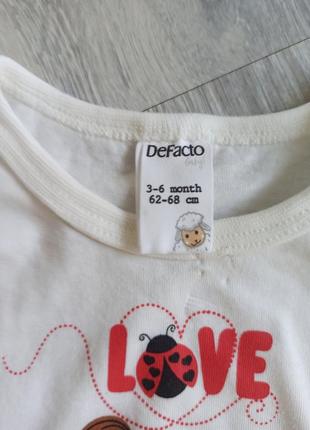 DeFacto
baby
3-6 month
62-68 cm
LOVE